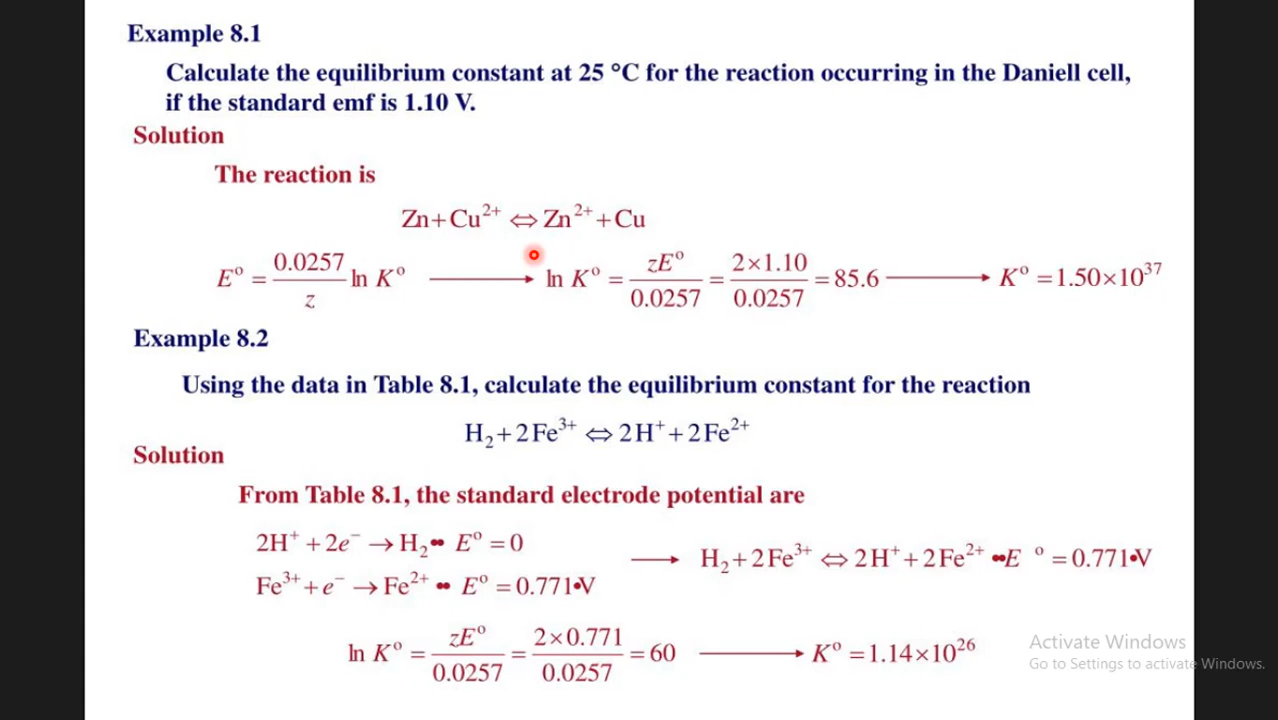 Example 8.1
Calculate the equilibrium constant at 25 °C for the reaction occurring in the Daniell cell,
if the standard emf is 1.10 V.
Solution
The reaction is
Zn+Cu²⁺ ⇔ Zn²⁺+Cu
E° = 0.0257/z ln K° ⟶ ln K° = zE°/0.0257 = 2×1.10/0.0257 = 85.6 ⟶ K° = 1.50×10³⁷
Example 8.2
Using the data in Table 8.1, calculate the equilibrium constant for the reaction
H₂+2Fe³⁺ ⇔ 2H⁺+2Fe²⁺
Solution
From Table 8.1, the standard electrode potential are
2H⁺ + 2e⁻ → H₂•• E° = 0
Fe³⁺ + e⁻ → Fe²⁺ •• E° = 0.771•V
⟶ H₂+2Fe³⁺ ⇔ 2H⁺+2Fe²⁺ ••E ° = 0.771•V
ln K° = zE°/0.0257 = 2×0.771/0.0257 = 60 ⟶ K° = 1.14×10²⁶
Activate Windows
Go to Settings to activate Windows.